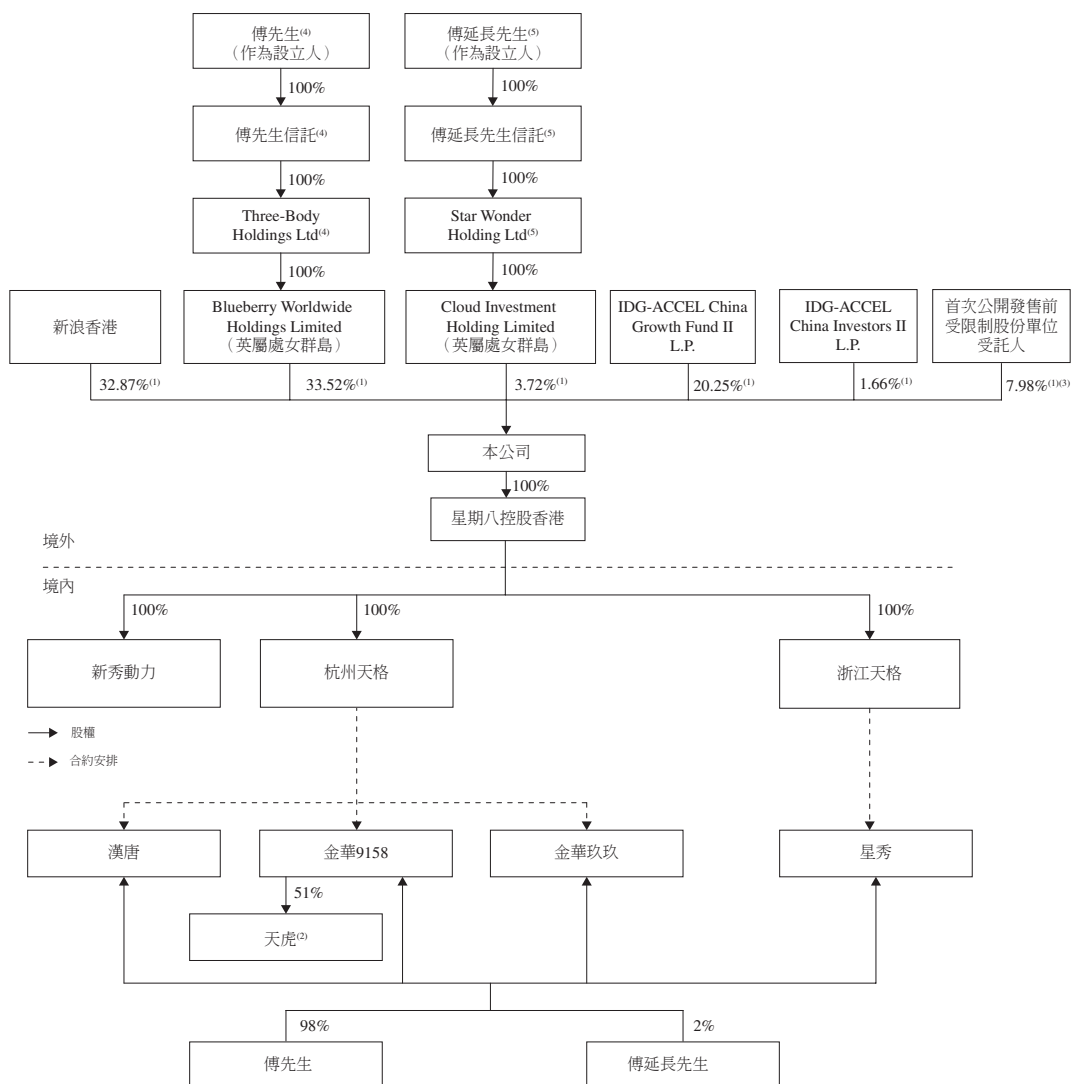 傅先生(4)
（作為設立人）
傅延長先生(5)
（作為設立人）
100%
100%
傅先生信託(4)
傅延長先生信託(5)
100%
100%
Three-Body
Holdings Ltd(4)
Star Wonder
Holding Ltd(5)
100%
100%
新浪香港
Blueberry Worldwide
Holdings Limited
（英屬處女群島）
Cloud Investment
Holding Limited
（英屬處女群島）
IDG-ACCEL China
Growth Fund II
L.P.
IDG-ACCEL
China Investors II
L.P.
首次公開發售前
受限制股份單位
受託人
32.87%(1)
33.52%(1)
3.72%(1)
20.25%(1)
1.66%(1)
7.98%(1)(3)
本公司
100%
星期八控股香港
境外
境內
100%
100%
100%
新秀動力
杭州天格
浙江天格
股權
合約安排
漢唐
金華9158
金華玖玖
星秀
51%
天虎(2)
98%
2%
傅先生
傅延長先生